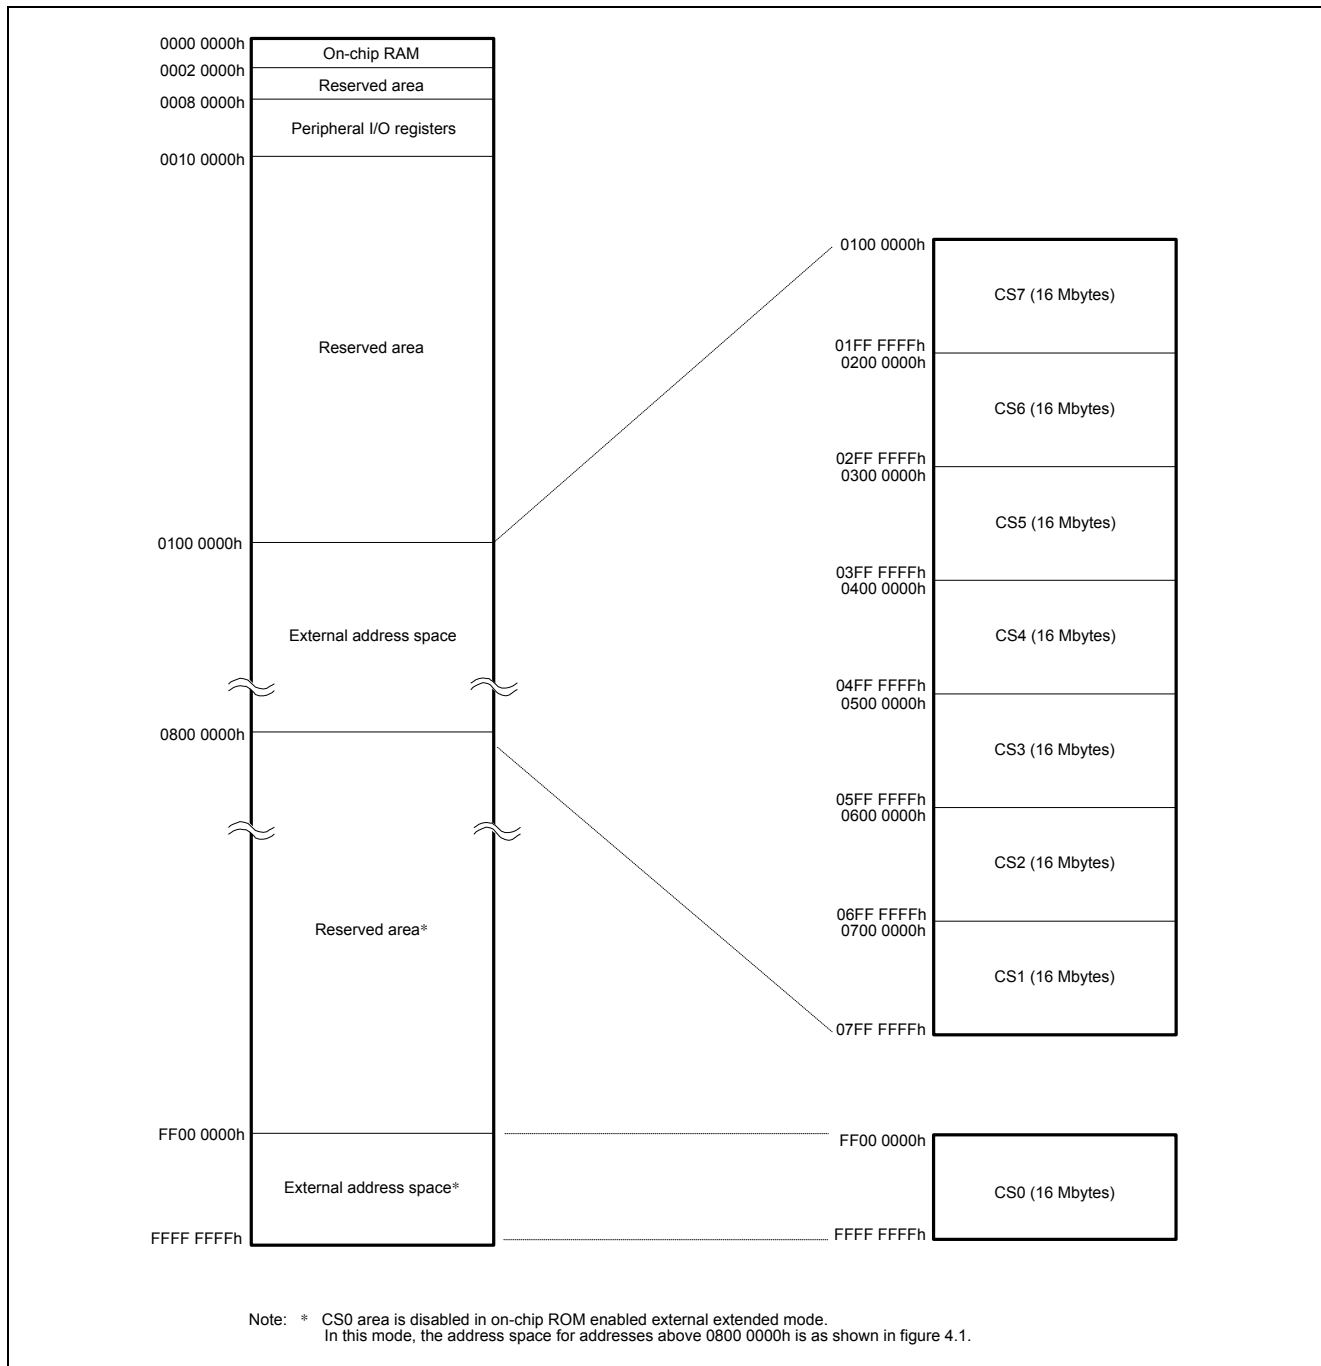 0000 0000h
On-chip RAM
0002 0000h
Reserved area
0008 0000h
Peripheral I/O registers
0010 0000h
Reserved area
0100 0000h
External address space
0800 0000h
Reserved area*
FF00 0000h
External address space*
FFFF FFFFh
0100 0000h
CS7 (16 Mbytes)
01FF FFFFh
0200 0000h
CS6 (16 Mbytes)
02FF FFFFh
0300 0000h
CS5 (16 Mbytes)
03FF FFFFh
0400 0000h
CS4 (16 Mbytes)
04FF FFFFh
0500 0000h
CS3 (16 Mbytes)
05FF FFFFh
0600 0000h
CS2 (16 Mbytes)
06FF FFFFh
0700 0000h
CS1 (16 Mbytes)
07FF FFFFh
FF00 0000h
CS0 (16 Mbytes)
FFFF FFFFh
Note: * CS0 area is disabled in on-chip ROM enabled external extended mode.
In this mode, the address space for addresses above 0800 0000h is as shown in figure 4.1.